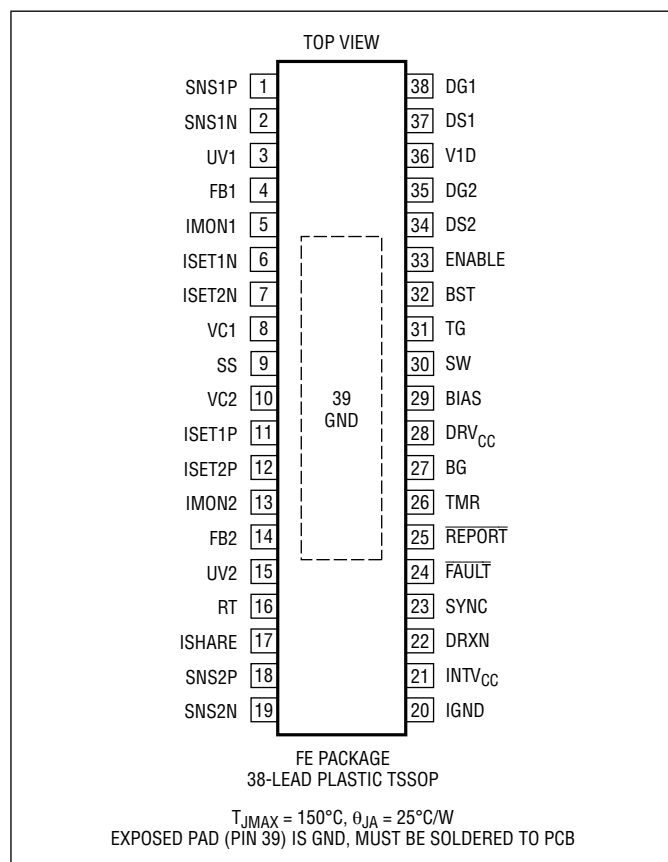 TOP VIEW
SNS1P 1
SNS1N 2
UV1 3
FB1 4
IMON1 5
ISET1N 6
ISET2N 7
VC1 8
SS 9
VC2 10
ISET1P 11
ISET2P 12
IMON2 13
FB2 14
UV2 15
RT 16
ISHARE 17
SNS2P 18
SNS2N 19
39
GND
38 DG1
37 DS1
36 V1D
35 DG2
34 DS2
33 ENABLE
32 BST
31 TG
30 SW
29 BIAS
28 DRVCC
27 BG
26 TMR
25 REPORT
24 FAULT
23 SYNC
22 DRXN
21 INTVCC
20 IGND
FE PACKAGE
38-LEAD PLASTIC TSSOP
TJMAX = 150°C, θJA = 25°C/W
EXPOSED PAD (PIN 39) IS GND, MUST BE SOLDERED TO PCB